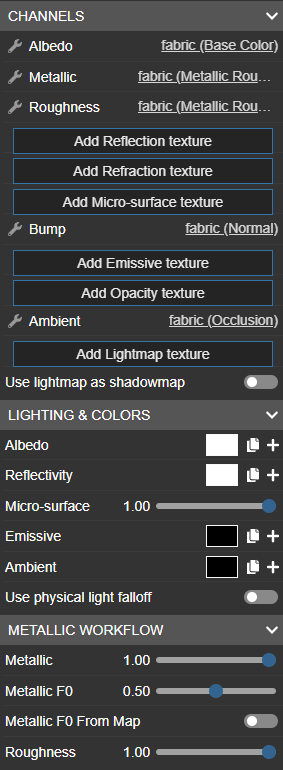 CHANNELS
Albedo fabric (Base Color)
Metallic fabric (Metallic Rou...
Roughness fabric (Metallic Rou...
Add Reflection texture
Add Refraction texture
Add Micro-surface texture
Bump fabric (Normal)
Add Emissive texture
Add Opacity texture
Ambient fabric (Occlusion)
Add Lightmap texture
Use lightmap as shadowmap
LIGHTING & COLORS
Albedo
Reflectivity
Micro-surface 1.00
Emissive
Ambient
Use physical light falloff
METALLIC WORKFLOW
Metallic 1.00
Metallic F0 0.50
Metallic F0 From Map
Roughness 1.00